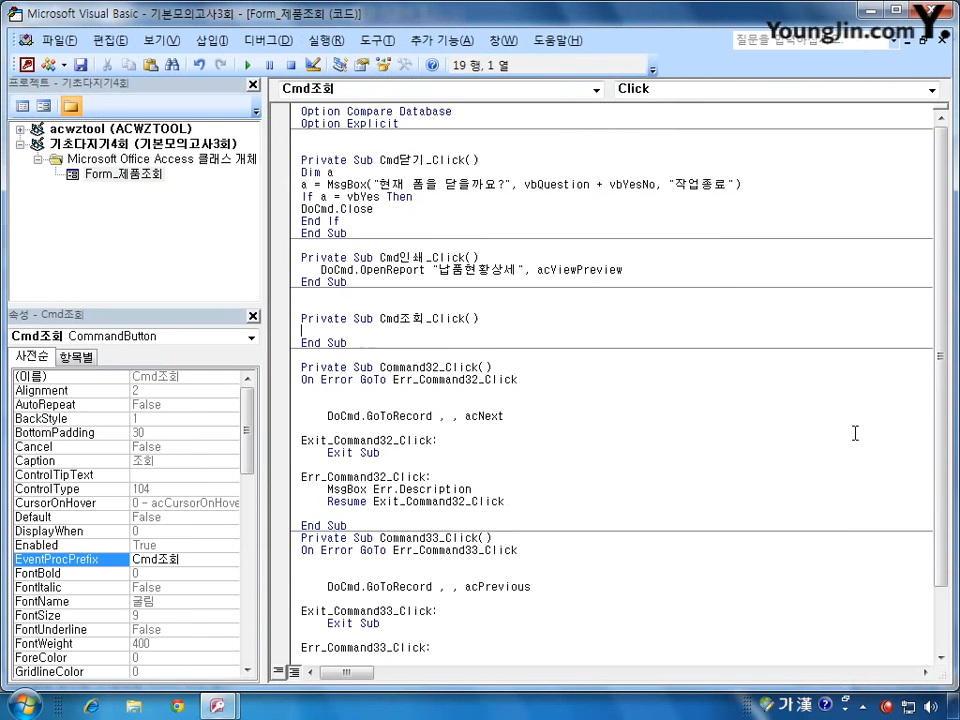 Microsoft Visual Basic - 기본모의고사3회 - [Form_제품조회 (코드)]
YoungJin.com Y.
파일(F) 편집(E) 보기(V) 삽입(I) 디버그(D) 실행(R) 도구(T) 추가 기능(A) 창(W) 도움말(H)
19 행, 1 열
프로젝트 - 기초다지기4회
acwztool (ACWZTOOL)
기초다지기4회 (기본모의고사3회)
Microsoft Office Access 클래스 개체
Form_제품조회
속성 - Cmd조회
Cmd조회 CommandButton
사전순 항목별
(이름) Cmd조회
Alignment 2
AutoRepeat False
BackStyle 1
BottomPadding 30
Cancel False
Caption 조회
ControlTipText
ControlType 104
CursorOnHover 0 - acCursorOnHove
Default False
DisplayWhen 0
Enabled True
EventProcPrefix Cmd조회
FontBold 0
FontItalic False
FontName 굴림
FontSize 9
FontUnderline False
FontWeight 400
ForeColor 0
GridlineColor 0
Cmd조회 Click
Option Compare Database
Option Explicit
Private Sub Cmd닫기_Click()
Dim a
a = MsgBox("현재 폼을 닫을까요?", vbQuestion + vbYesNo, "작업종료")
If a = vbYes Then
DoCmd.Close
End If
End Sub
Private Sub Cmd인쇄_Click()
DoCmd.OpenReport "납품현황상세", acViewPreview
End Sub
Private Sub Cmd조회_Click()
End Sub
Private Sub Command32_Click()
On Error GoTo Err_Command32_Click
DoCmd.GoToRecord , , acNext
Exit_Command32_Click:
Exit Sub
Err_Command32_Click:
MsgBox Err.Description
Resume Exit_Command32_Click
End Sub
Private Sub Command33_Click()
On Error GoTo Err_Command33_Click
DoCmd.GoToRecord , , acPrevious
Exit_Command33_Click:
Exit Sub
Err_Command33_Click:
가 漢